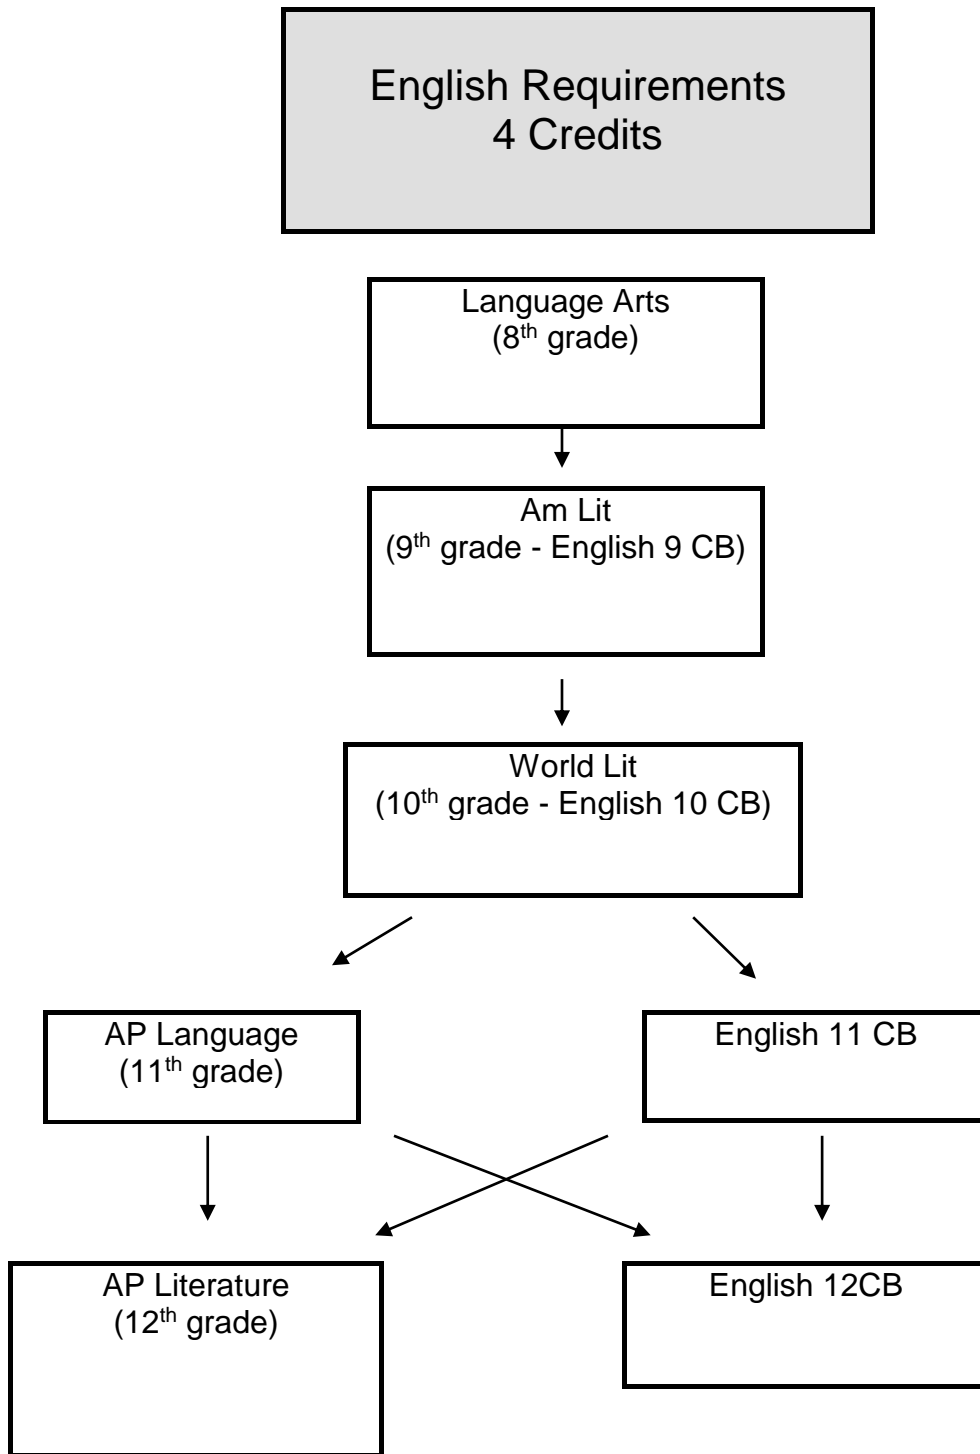 English Requirements
4 Credits
Language Arts
(8th grade)
Am Lit
(9th grade - English 9 CB)
World Lit
(10th grade - English 10 CB)
AP Language
(11th grade)
English 11 CB
AP Literature
(12th grade)
English 12CB